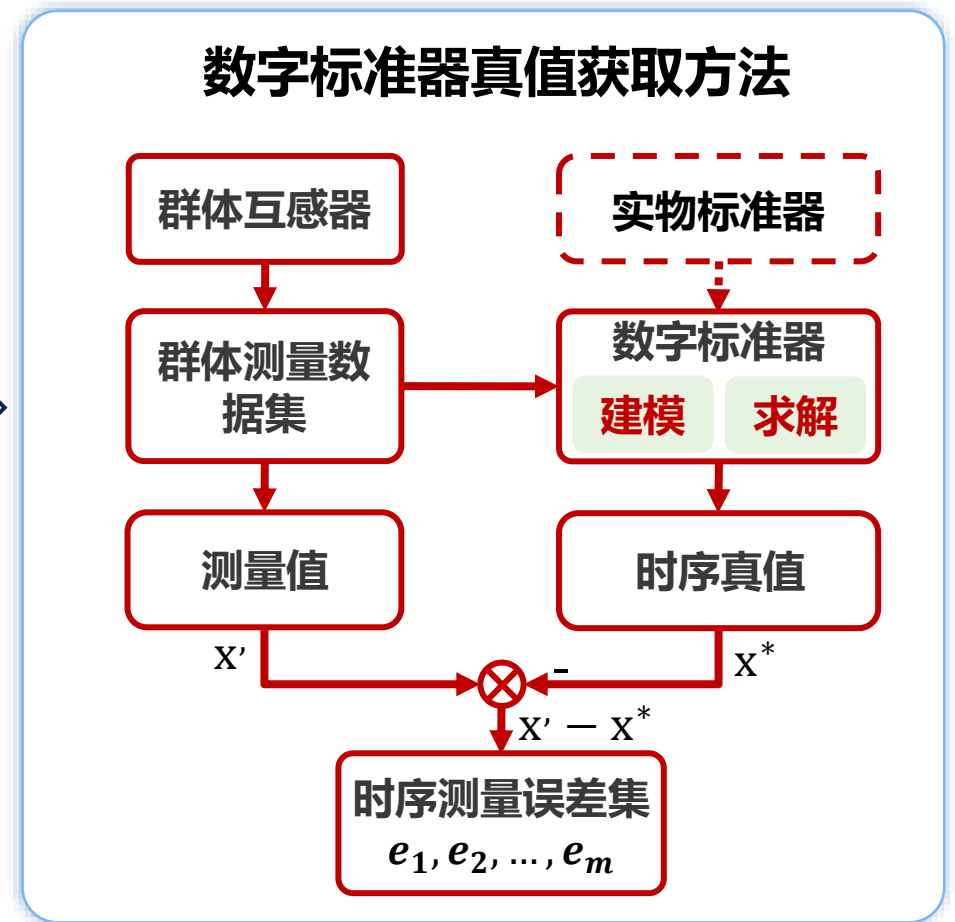 数字标准器真值获取方法
群体互感器
实物标准器
群体测量数
据集
数字标准器
建模
求解
测量值
时序真值
x’
-
x*
x’ − x*
时序测量误差集
e₁, e₂, … , eₘ